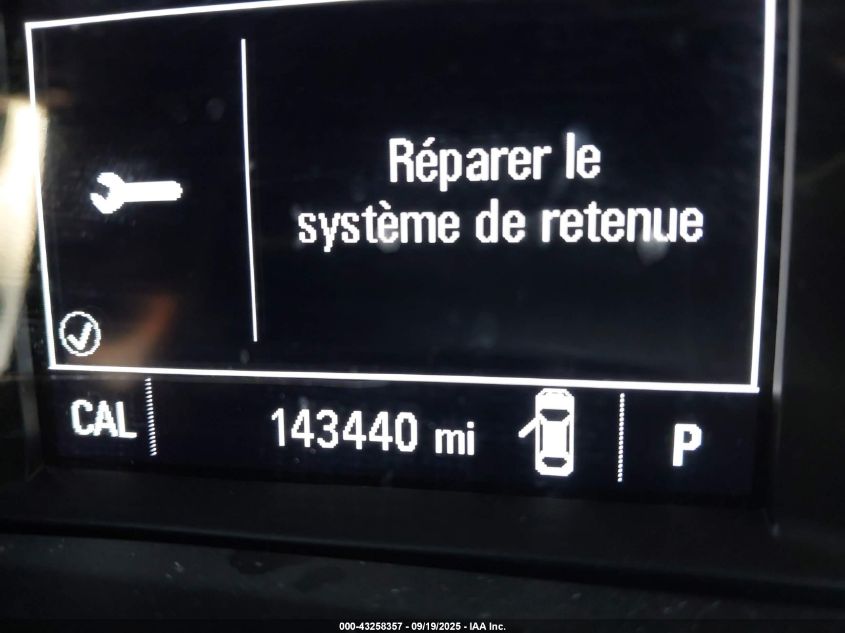 Réparer le
système de retenue
CAL
143440 mi
P
000-43258357 - 09/19/2025 - IAA Inc.